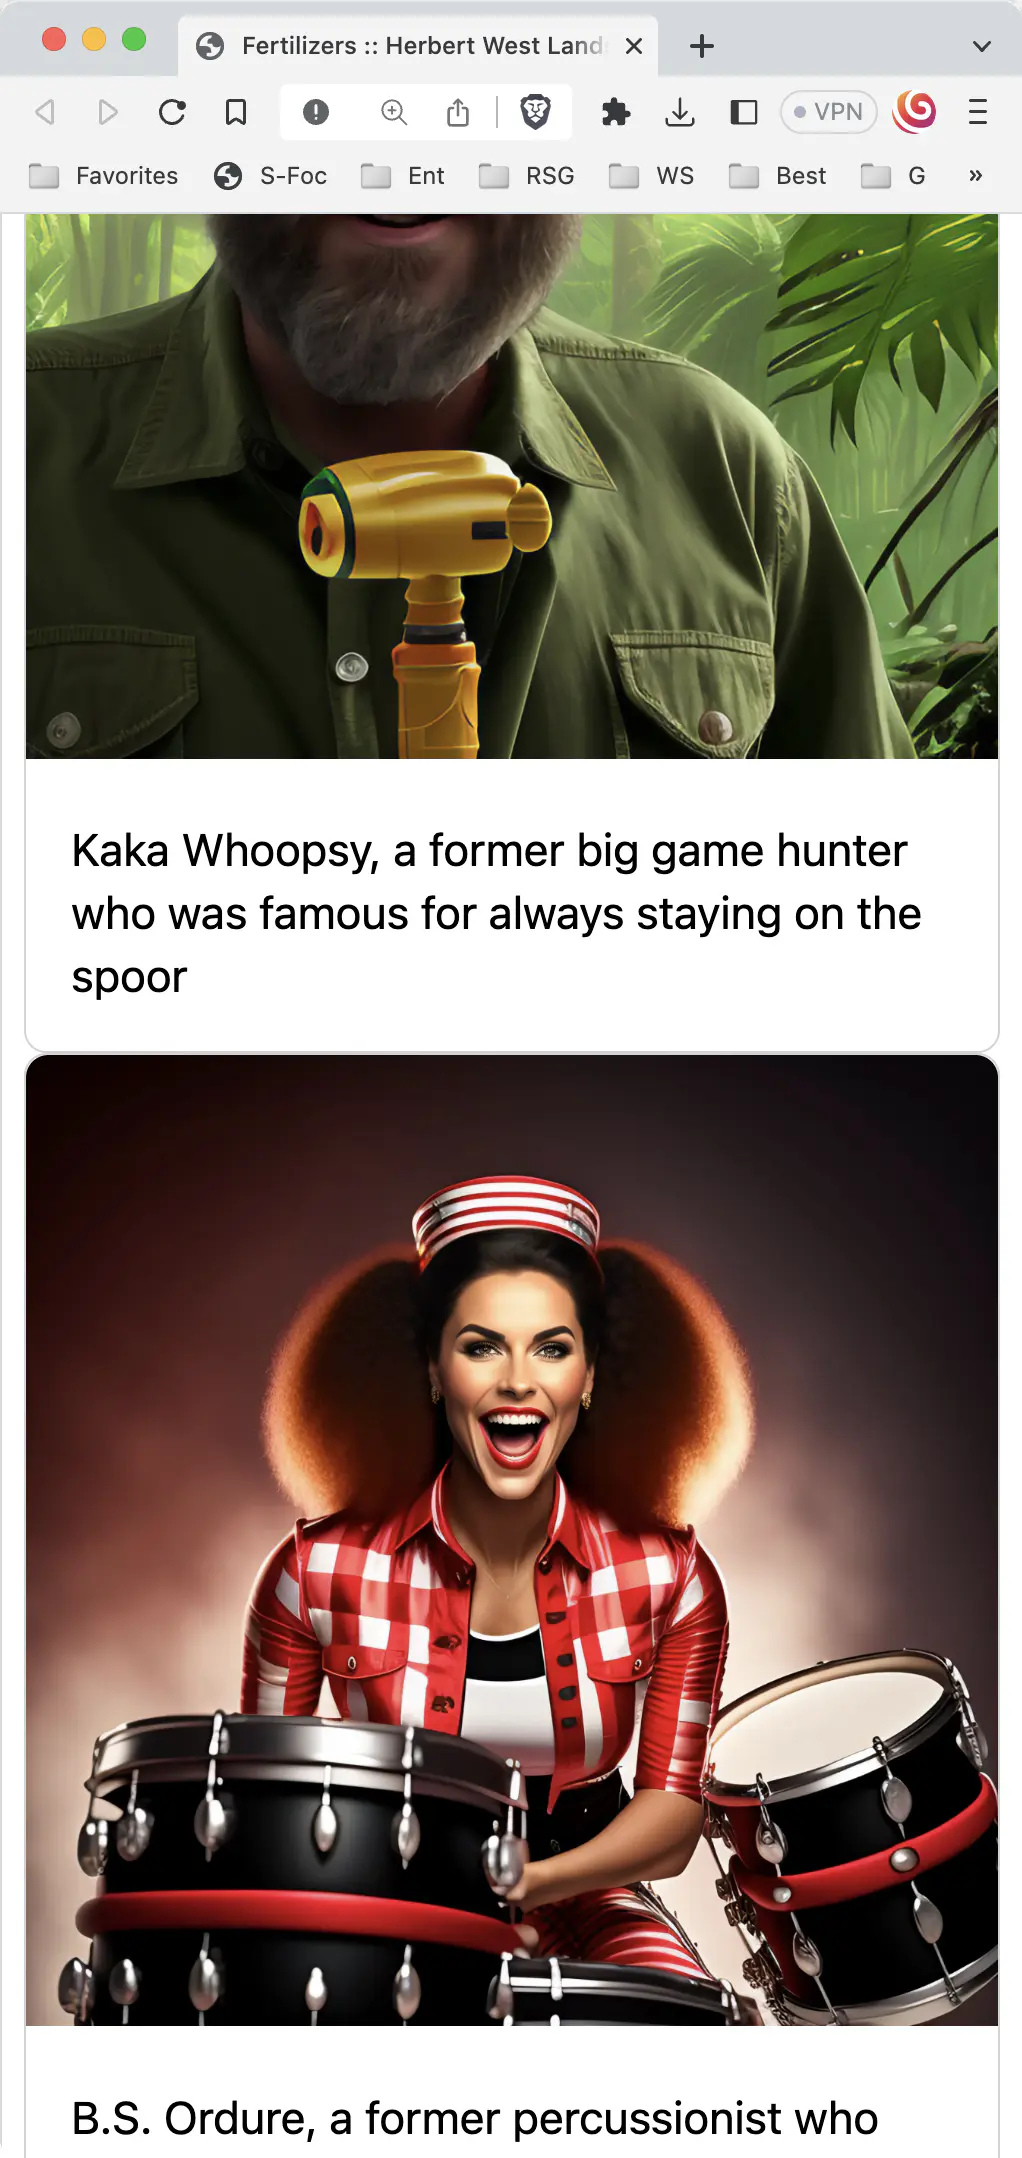 Fertilizers :: Herbert West Land
VPN
Favorites S-Foc Ent RSG WS Best G »
Kaka Whoopsy, a former big game hunter
who was famous for always staying on the
spoor
B.S. Ordure, a former percussionist who